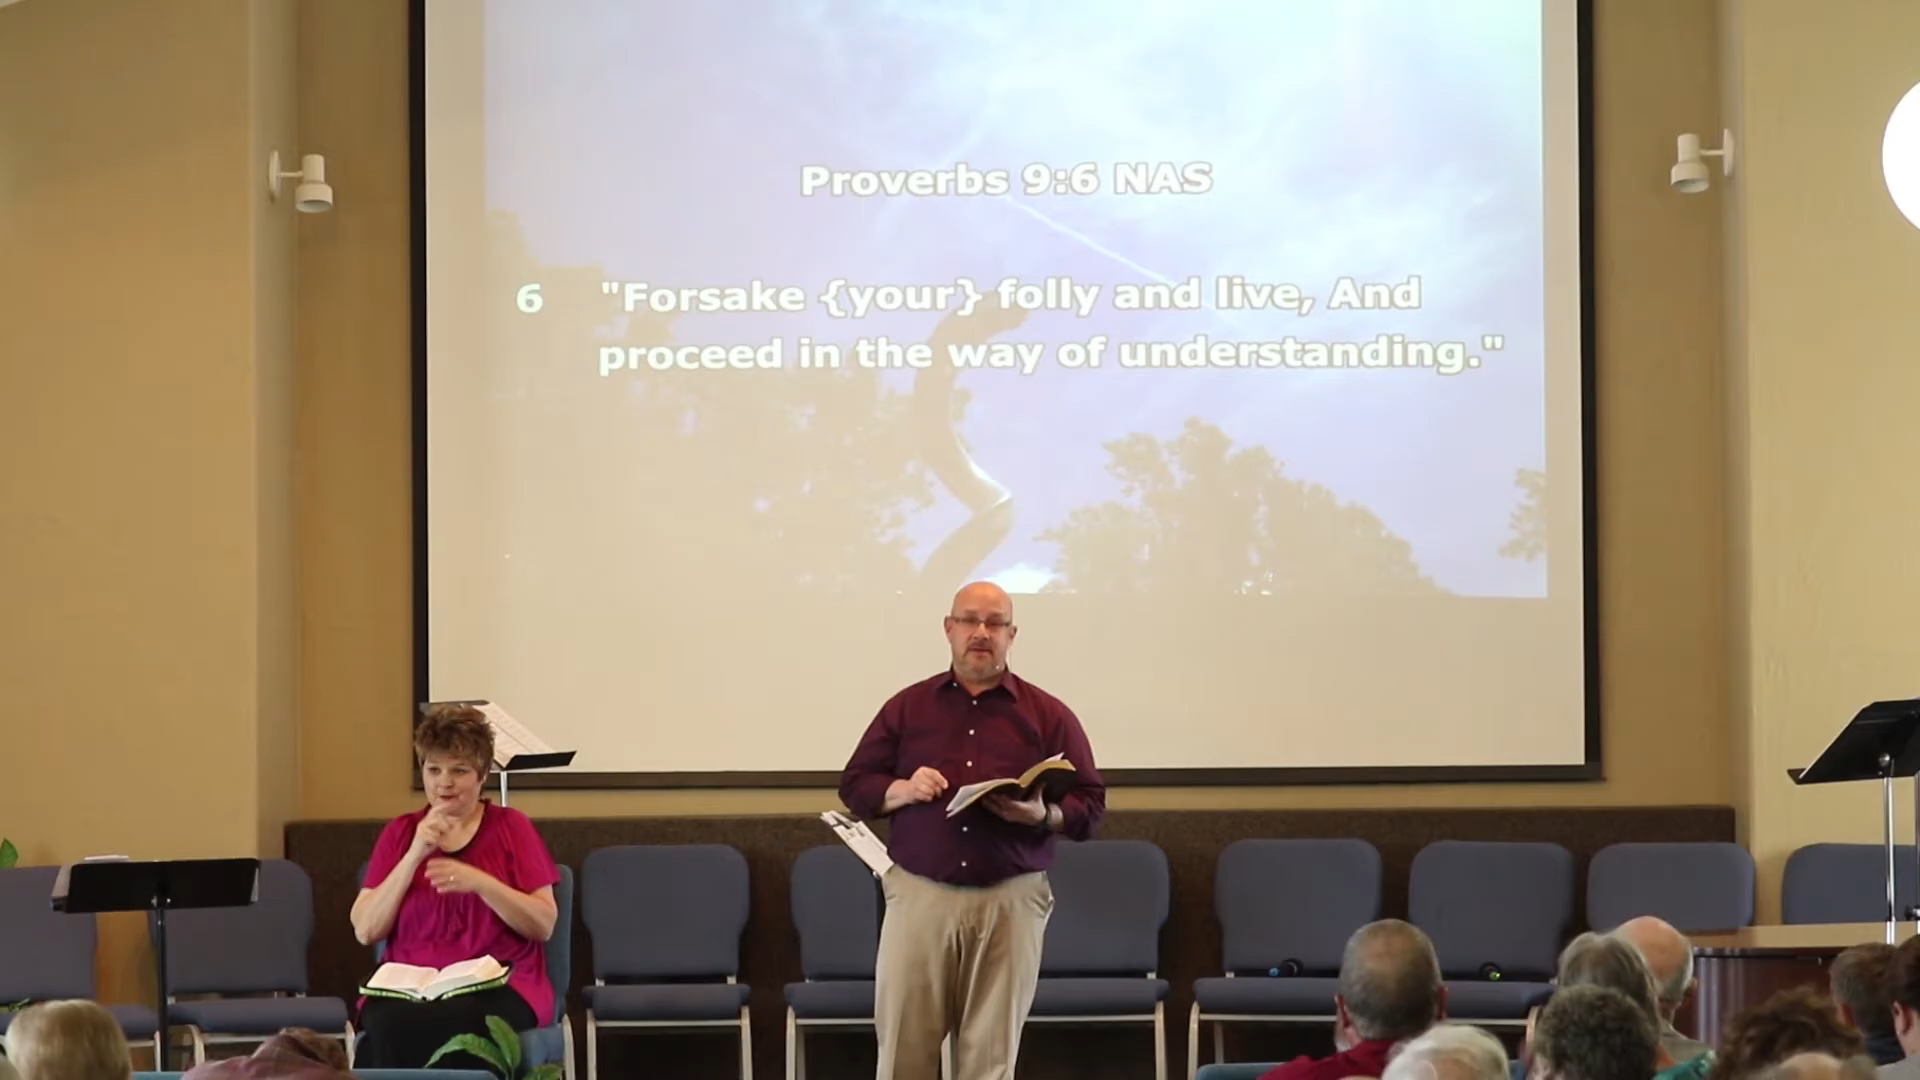 Proverbs 9:6 NAS
6 "Forsake {your} folly and live, And
proceed in the way of understanding."